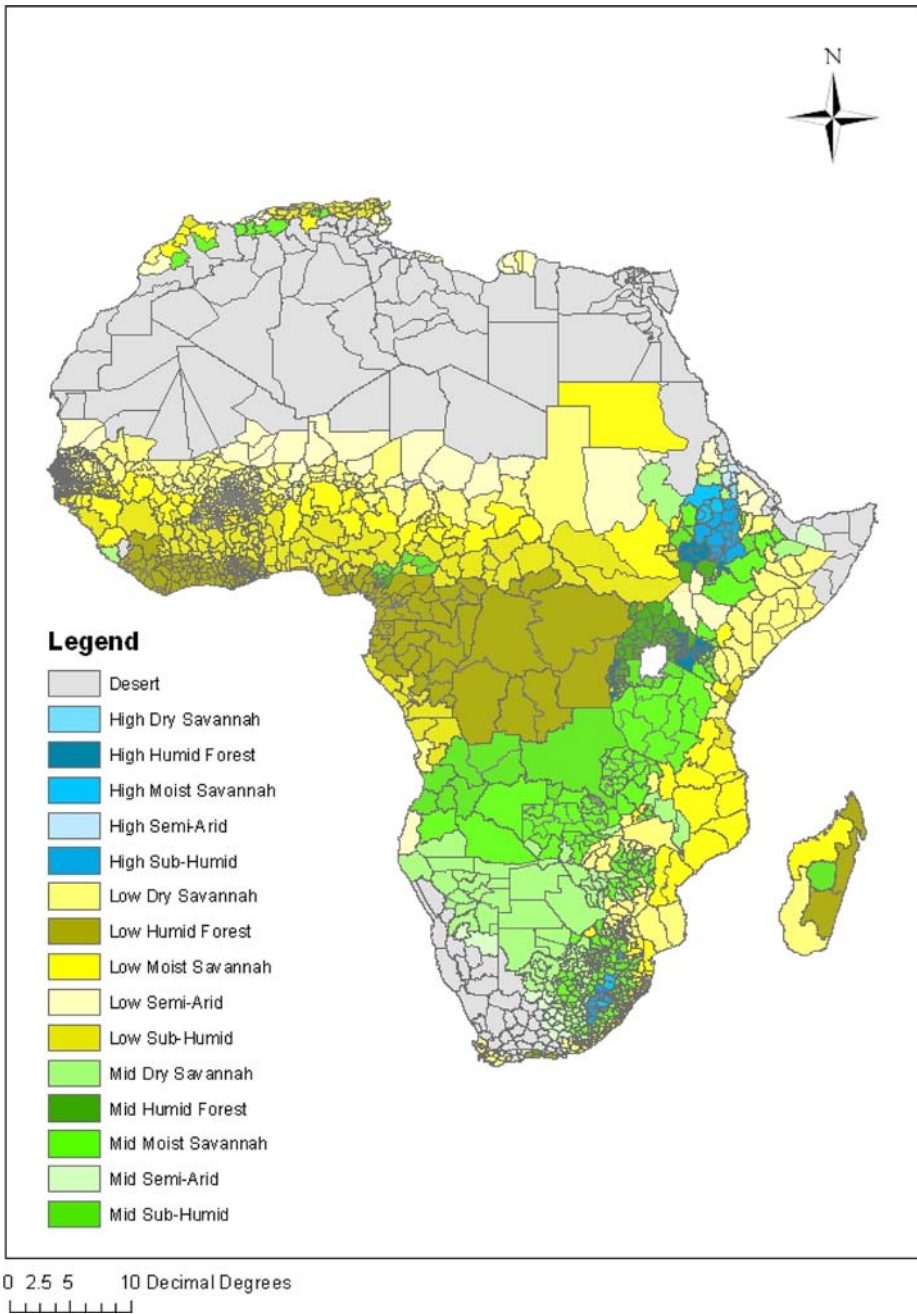 N
Legend
Desert
High Dry Savannah
High Humid Forest
High Moist Savannah
High Semi-Arid
High Sub-Humid
Low Dry Savannah
Low Humid Forest
Low Moist Savannah
Low Semi-Arid
Low Sub-Humid
Mid Dry Savannah
Mid Humid Forest
Mid Moist Savannah
Mid Semi-Arid
Mid Sub-Humid
0 2.5 5 10 Decimal Degrees